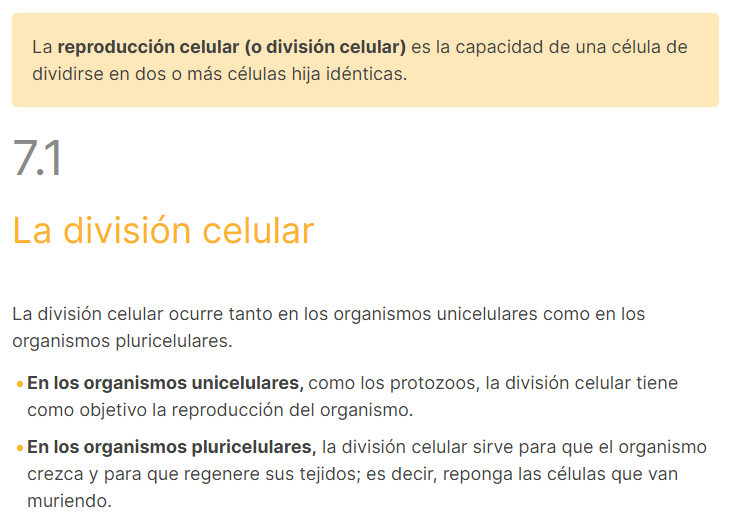 La reproducción celular (o división celular) es la capacidad de una célula de
dividirse en dos o más células hija idénticas.
7.1
La división celular
La división celular ocurre tanto en los organismos unicelulares como en los
organismos pluricelulares.
• En los organismos unicelulares, como los protozoos, la división celular tiene
como objetivo la reproducción del organismo.
• En los organismos pluricelulares, la división celular sirve para que el organismo
crezca y para que regenere sus tejidos; es decir, reponga las células que van
muriendo.